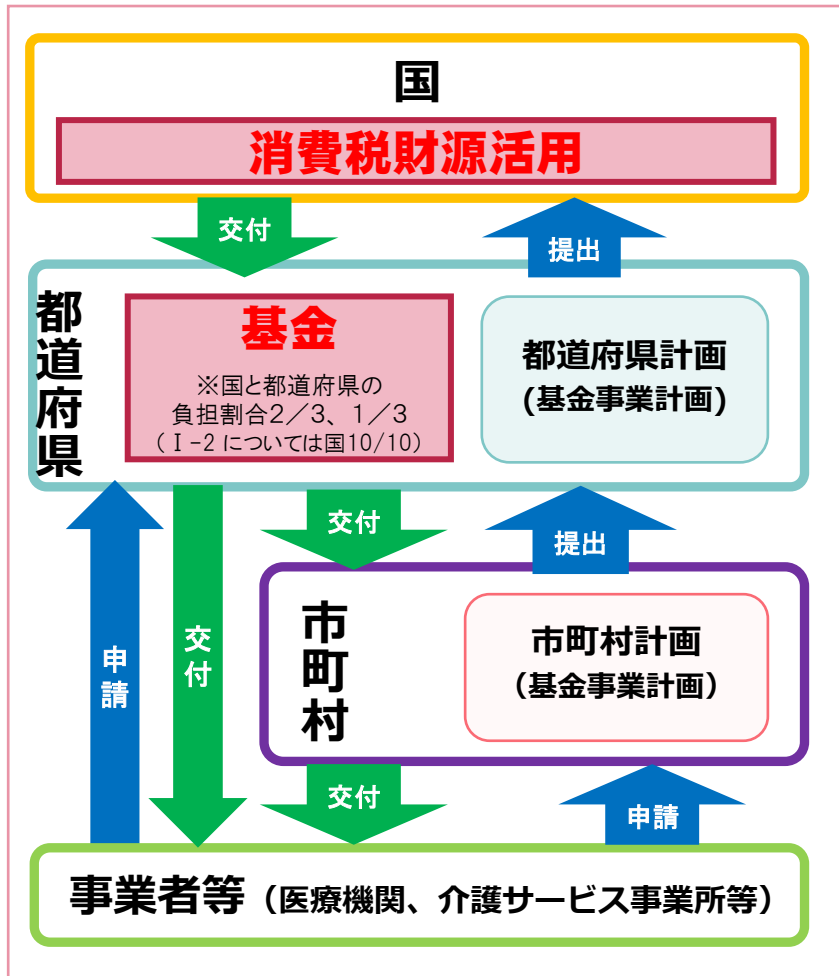 国
消費税財源活用
交付
提出
都道府県
基金
※国と都道府県の
負担割合2/3、1/3
(Ⅰ-2 については国10/10)
都道府県計画
(基金事業計画)
申請
交付
交付
提出
市町村
市町村計画
(基金事業計画)
交付
申請
事業者等(医療機関、介護サービス事業所等)